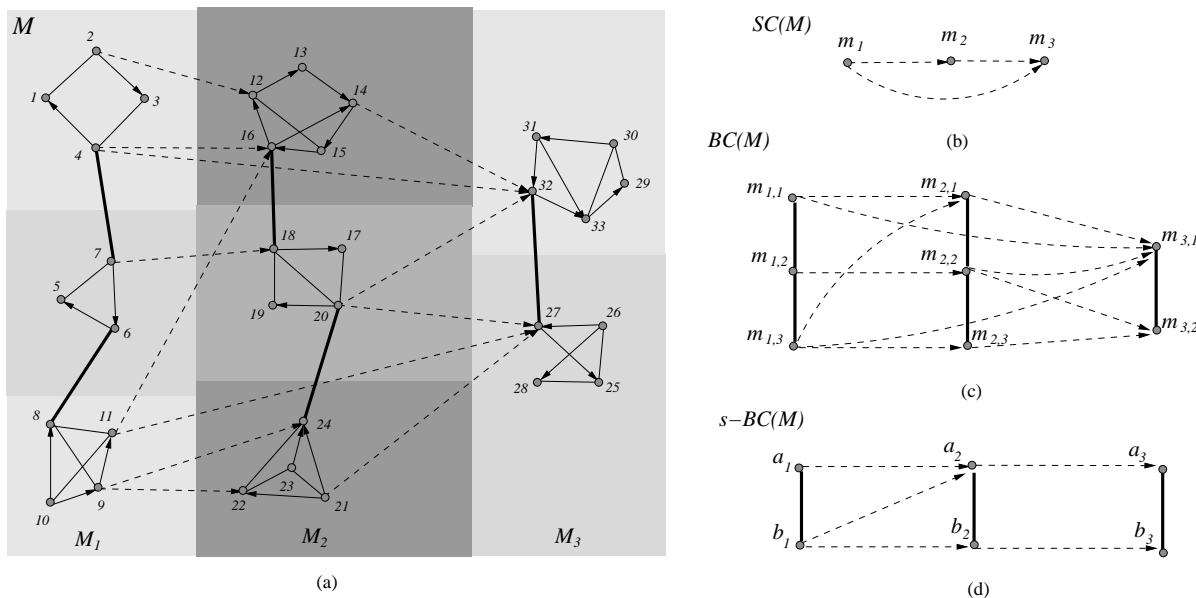 M
2
1
3
4
7
5
6
8
11
10
9
M1
13
12
14
16
15
18
17
19
20
24
23
22
21
M2
31
30
32
29
33
27
26
28
25
M3
(a)
SC(M)
m1
m2
m3
(b)
BC(M)
m1,1
m2,1
m3,1
m1,2
m2,2
m1,3
m2,3
m3,2
(c)
s−BC(M)
a1
a2
a3
b1
b2
b3
(d)